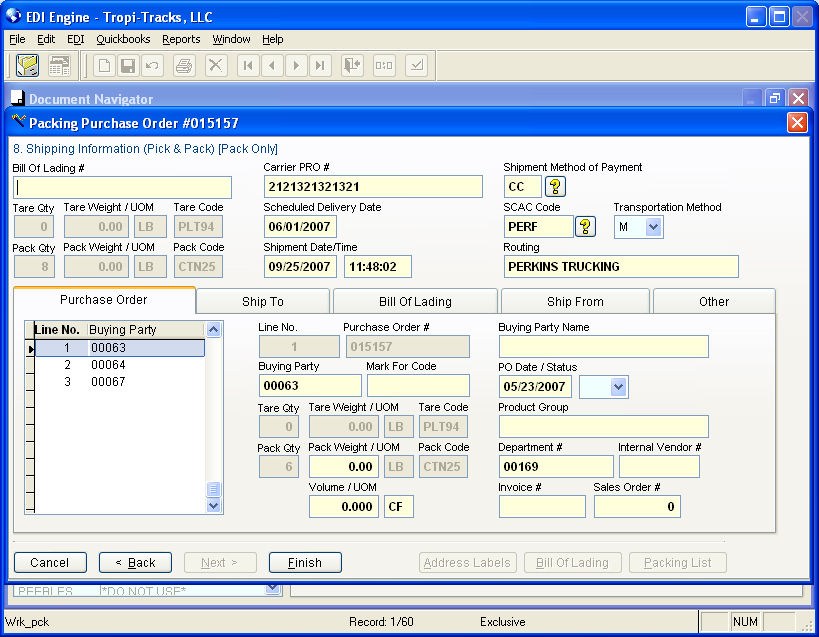 EDI Engine - Tropi-Tracks, LLC
File Edit EDI Quickbooks Reports Window Help
Document Navigator
Packing Purchase Order #015157
8. Shipping Information (Pick & Pack) [Pack Only]
Bill Of Lading # Carrier PRO # Shipment Method of Payment
2121321321321 CC ?
Tare Qty Tare Weight / UOM Tare Code Scheduled Delivery Date SCAC Code Transportation Method
0 0.00 LB PLT94 06/01/2007 PERF ? M
Pack Qty Pack Weight / UOM Pack Code Shipment Date/Time Routing
8 0.00 LB CTN25 09/25/2007 11:48:02 PERKINS TRUCKING
Purchase Order Ship To Bill Of Lading Ship From Other
Line No. Buying Party
1 00063
2 00064
3 00067
Line No. Purchase Order # Buying Party Name
1 015157
Buying Party Mark For Code PO Date / Status
00063 05/23/2007
Tare Qty Tare Weight / UOM Tare Code Product Group
0 0.00 LB PLT94
Pack Qty Pack Weight / UOM Pack Code Department # Internal Vendor #
6 0.00 LB CTN25 00169
Volume / UOM Invoice # Sales Order #
0.000 CF 0
Cancel < Back Next > Finish Address Labels Bill Of Lading Packing List
PEEBLES *DO NOT USE*
Wrk_pck Record: 1/60 Exclusive NUM